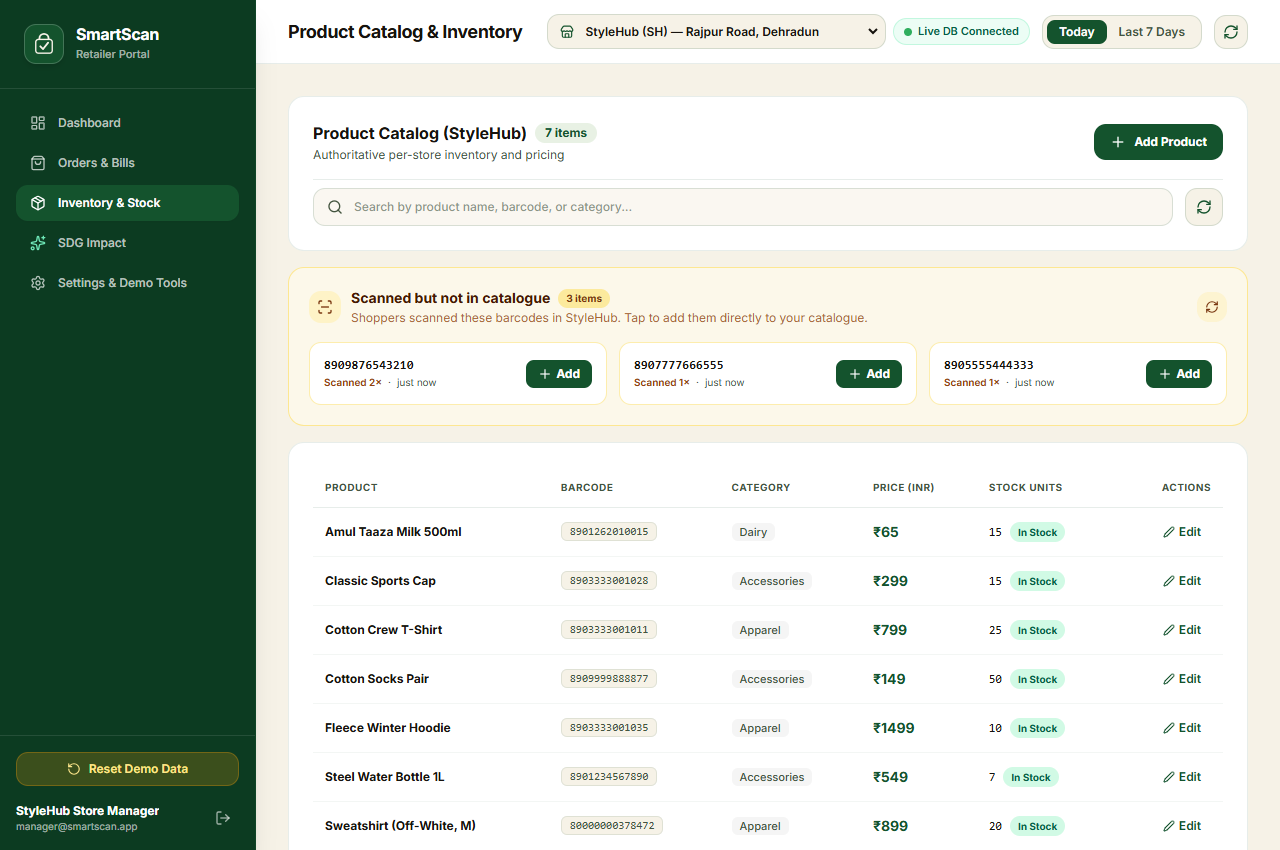 SmartScan
Retailer Portal
Dashboard
Orders & Bills
Inventory & Stock
SDG Impact
Settings & Demo Tools
Reset Demo Data
StyleHub Store Manager
manager@smartscan.app
Product Catalog & Inventory
StyleHub (SH) — Rajpur Road, Dehradun
Live DB Connected
Today
Last 7 Days
Product Catalog (StyleHub) 7 items
Authoritative per-store inventory and pricing
Add Product
Search by product name, barcode, or category...
Scanned but not in catalogue 3 items
Shoppers scanned these barcodes in StyleHub. Tap to add them directly to your catalogue.
8909876543210
Scanned 2× · just now
Add
8907777666555
Scanned 1× · just now
Add
8905555444333
Scanned 1× · just now
Add
PRODUCT BARCODE CATEGORY PRICE (INR) STOCK UNITS ACTIONS
Amul Taaza Milk 500ml 8901262010015 Dairy ₹65 15 In Stock Edit
Classic Sports Cap 8903333001028 Accessories ₹299 15 In Stock Edit
Cotton Crew T-Shirt 8903333001011 Apparel ₹799 25 In Stock Edit
Cotton Socks Pair 8909999888877 Accessories ₹149 50 In Stock Edit
Fleece Winter Hoodie 8903333001035 Apparel ₹1499 10 In Stock Edit
Steel Water Bottle 1L 8901234567890 Accessories ₹549 7 In Stock Edit
Sweatshirt (Off-White, M) 80000000378472 Apparel ₹899 20 In Stock Edit